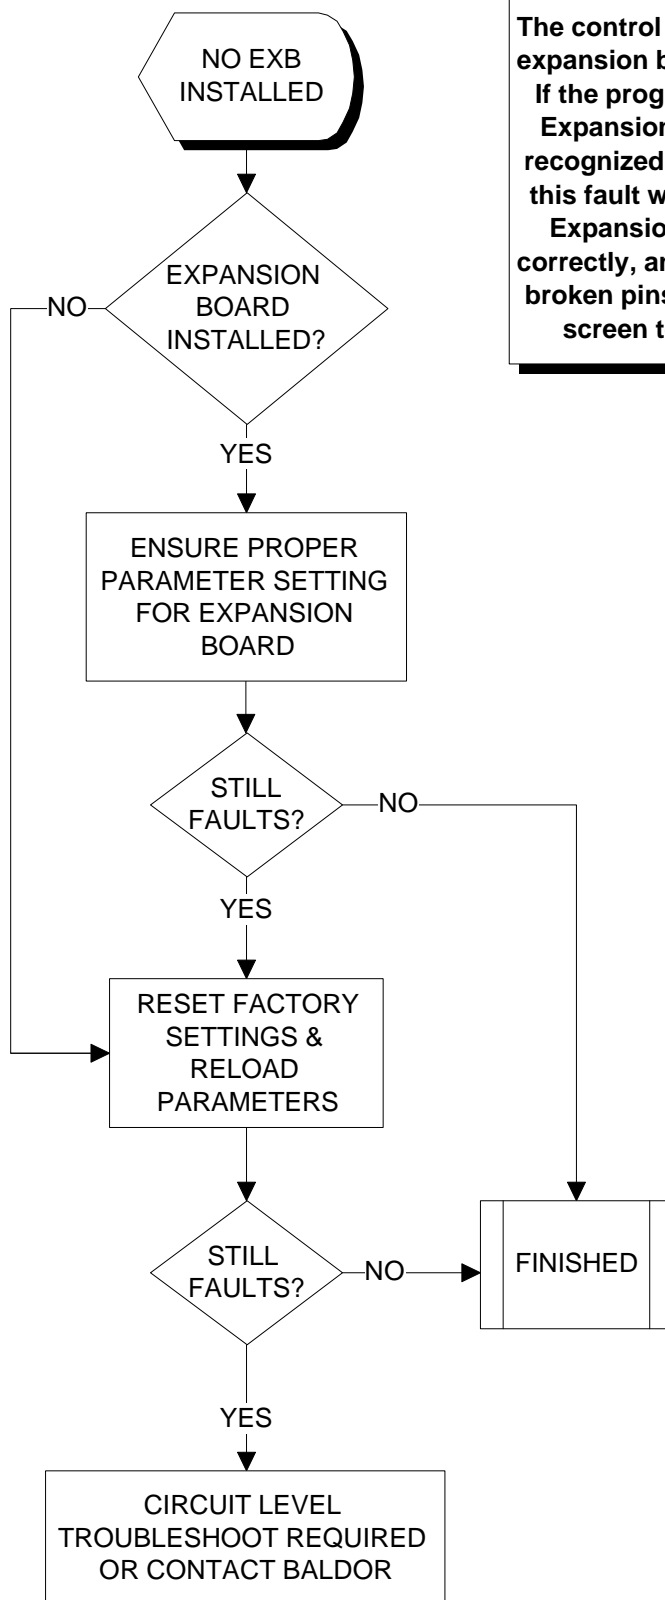 NO EXB
INSTALLED
The control
expansion b
If the prog
Expansion
recognized
this fault w
Expansio
correctly, an
broken pins
screen t
EXPANSION
BOARD
INSTALLED?
NO
YES
ENSURE PROPER
PARAMETER SETTING
FOR EXPANSION
BOARD
STILL
FAULTS?
NO
YES
RESET FACTORY
SETTINGS &
RELOAD
PARAMETERS
STILL
FAULTS?
NO
FINISHED
YES
CIRCUIT LEVEL
TROUBLESHOOT REQUIRED
OR CONTACT BALDOR